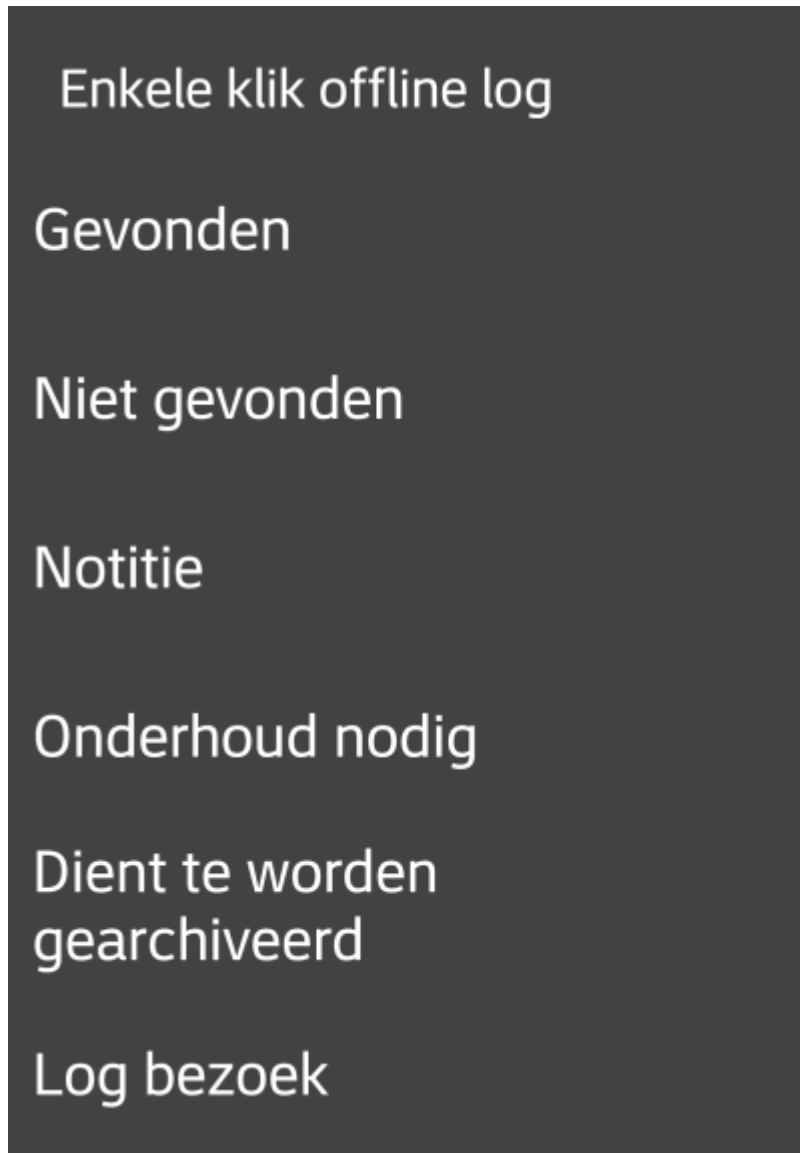 Enkele klik offline log
Gevonden
Niet gevonden
Notitie
Onderhoud nodig
Dient te worden
gearchiveerd
Log bezoek